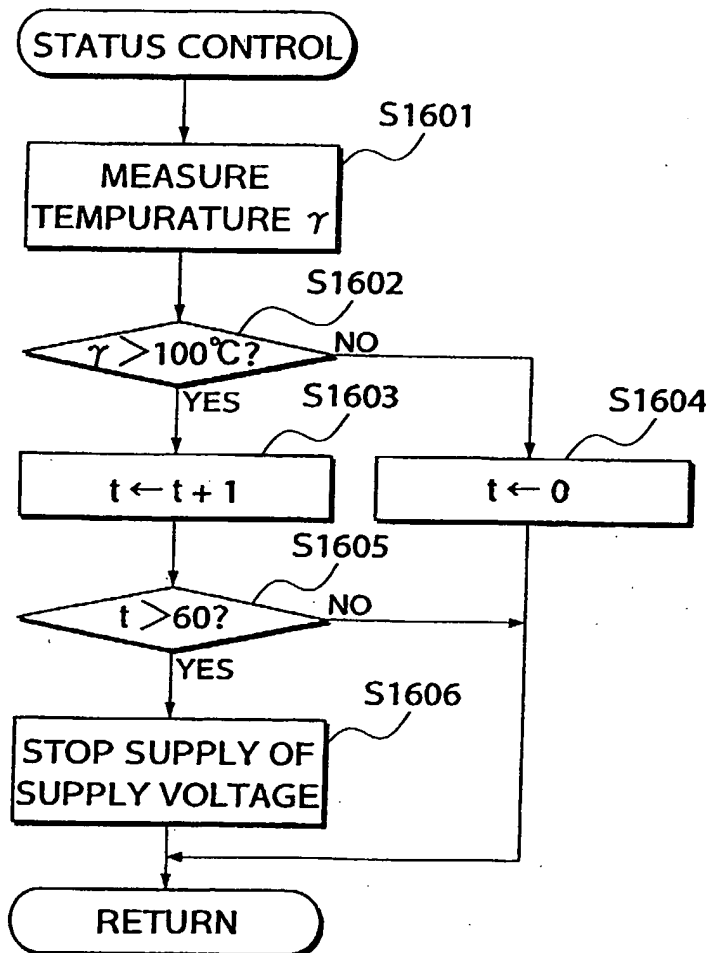 STATUS CONTROL
S1601
MEASURE
TEMPURATURE γ
S1602
γ > 100℃?
NO
YES
S1603
S1604
t ← t + 1
t ← 0
S1605
t > 60?
NO
YES
S1606
STOP SUPPLY OF
SUPPLY VOLTAGE
RETURN